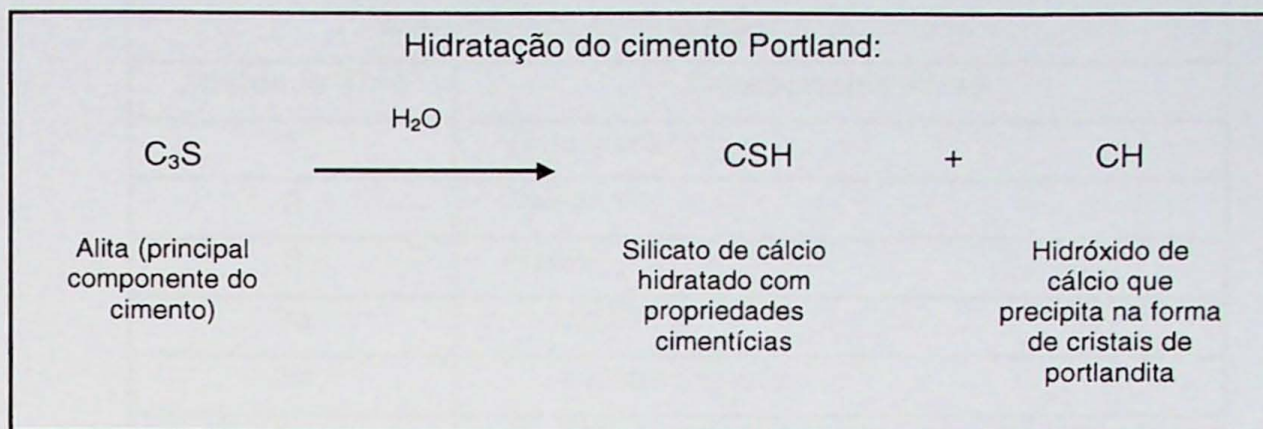 Hidratação do cimento Portland:
H₂O
C₃S
CSH
+
CH
Alita (principal
componente do
cimento)
Silicato de cálcio
hidratado com
propriedades
cimentícias
Hidróxido de
cálcio que
precipita na forma
de cristais de
portlandita